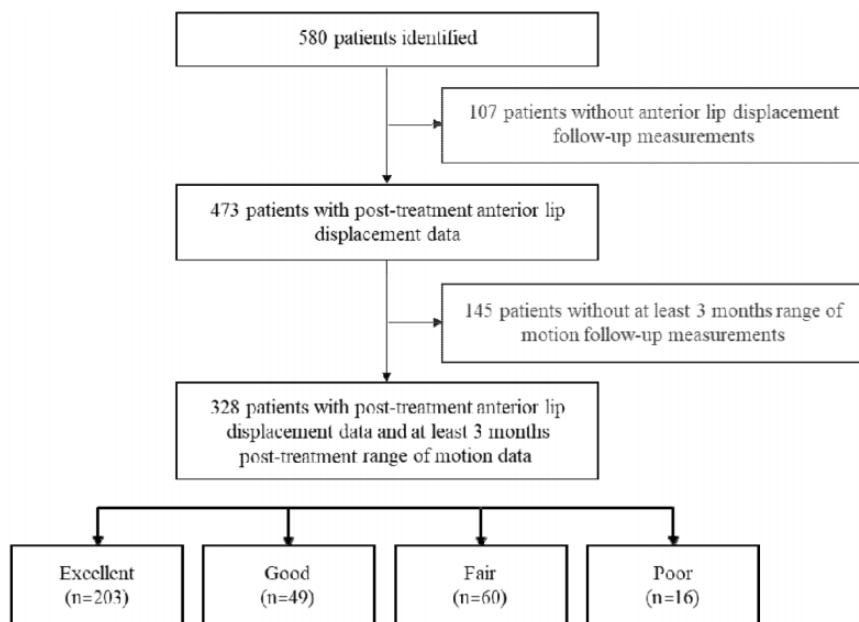 580 patients identified
107 patients without anterior lip displacement
follow-up measurements
473 patients with post-treatment anterior lip
displacement data
145 patients without at least 3 months range of
motion follow-up measurements
328 patients with post-treatment anterior lip
displacement data and at least 3 months
post-treatment range of motion data
Excellent
(n=203)
Good
(n=49)
Fair
(n=60)
Poor
(n=16)